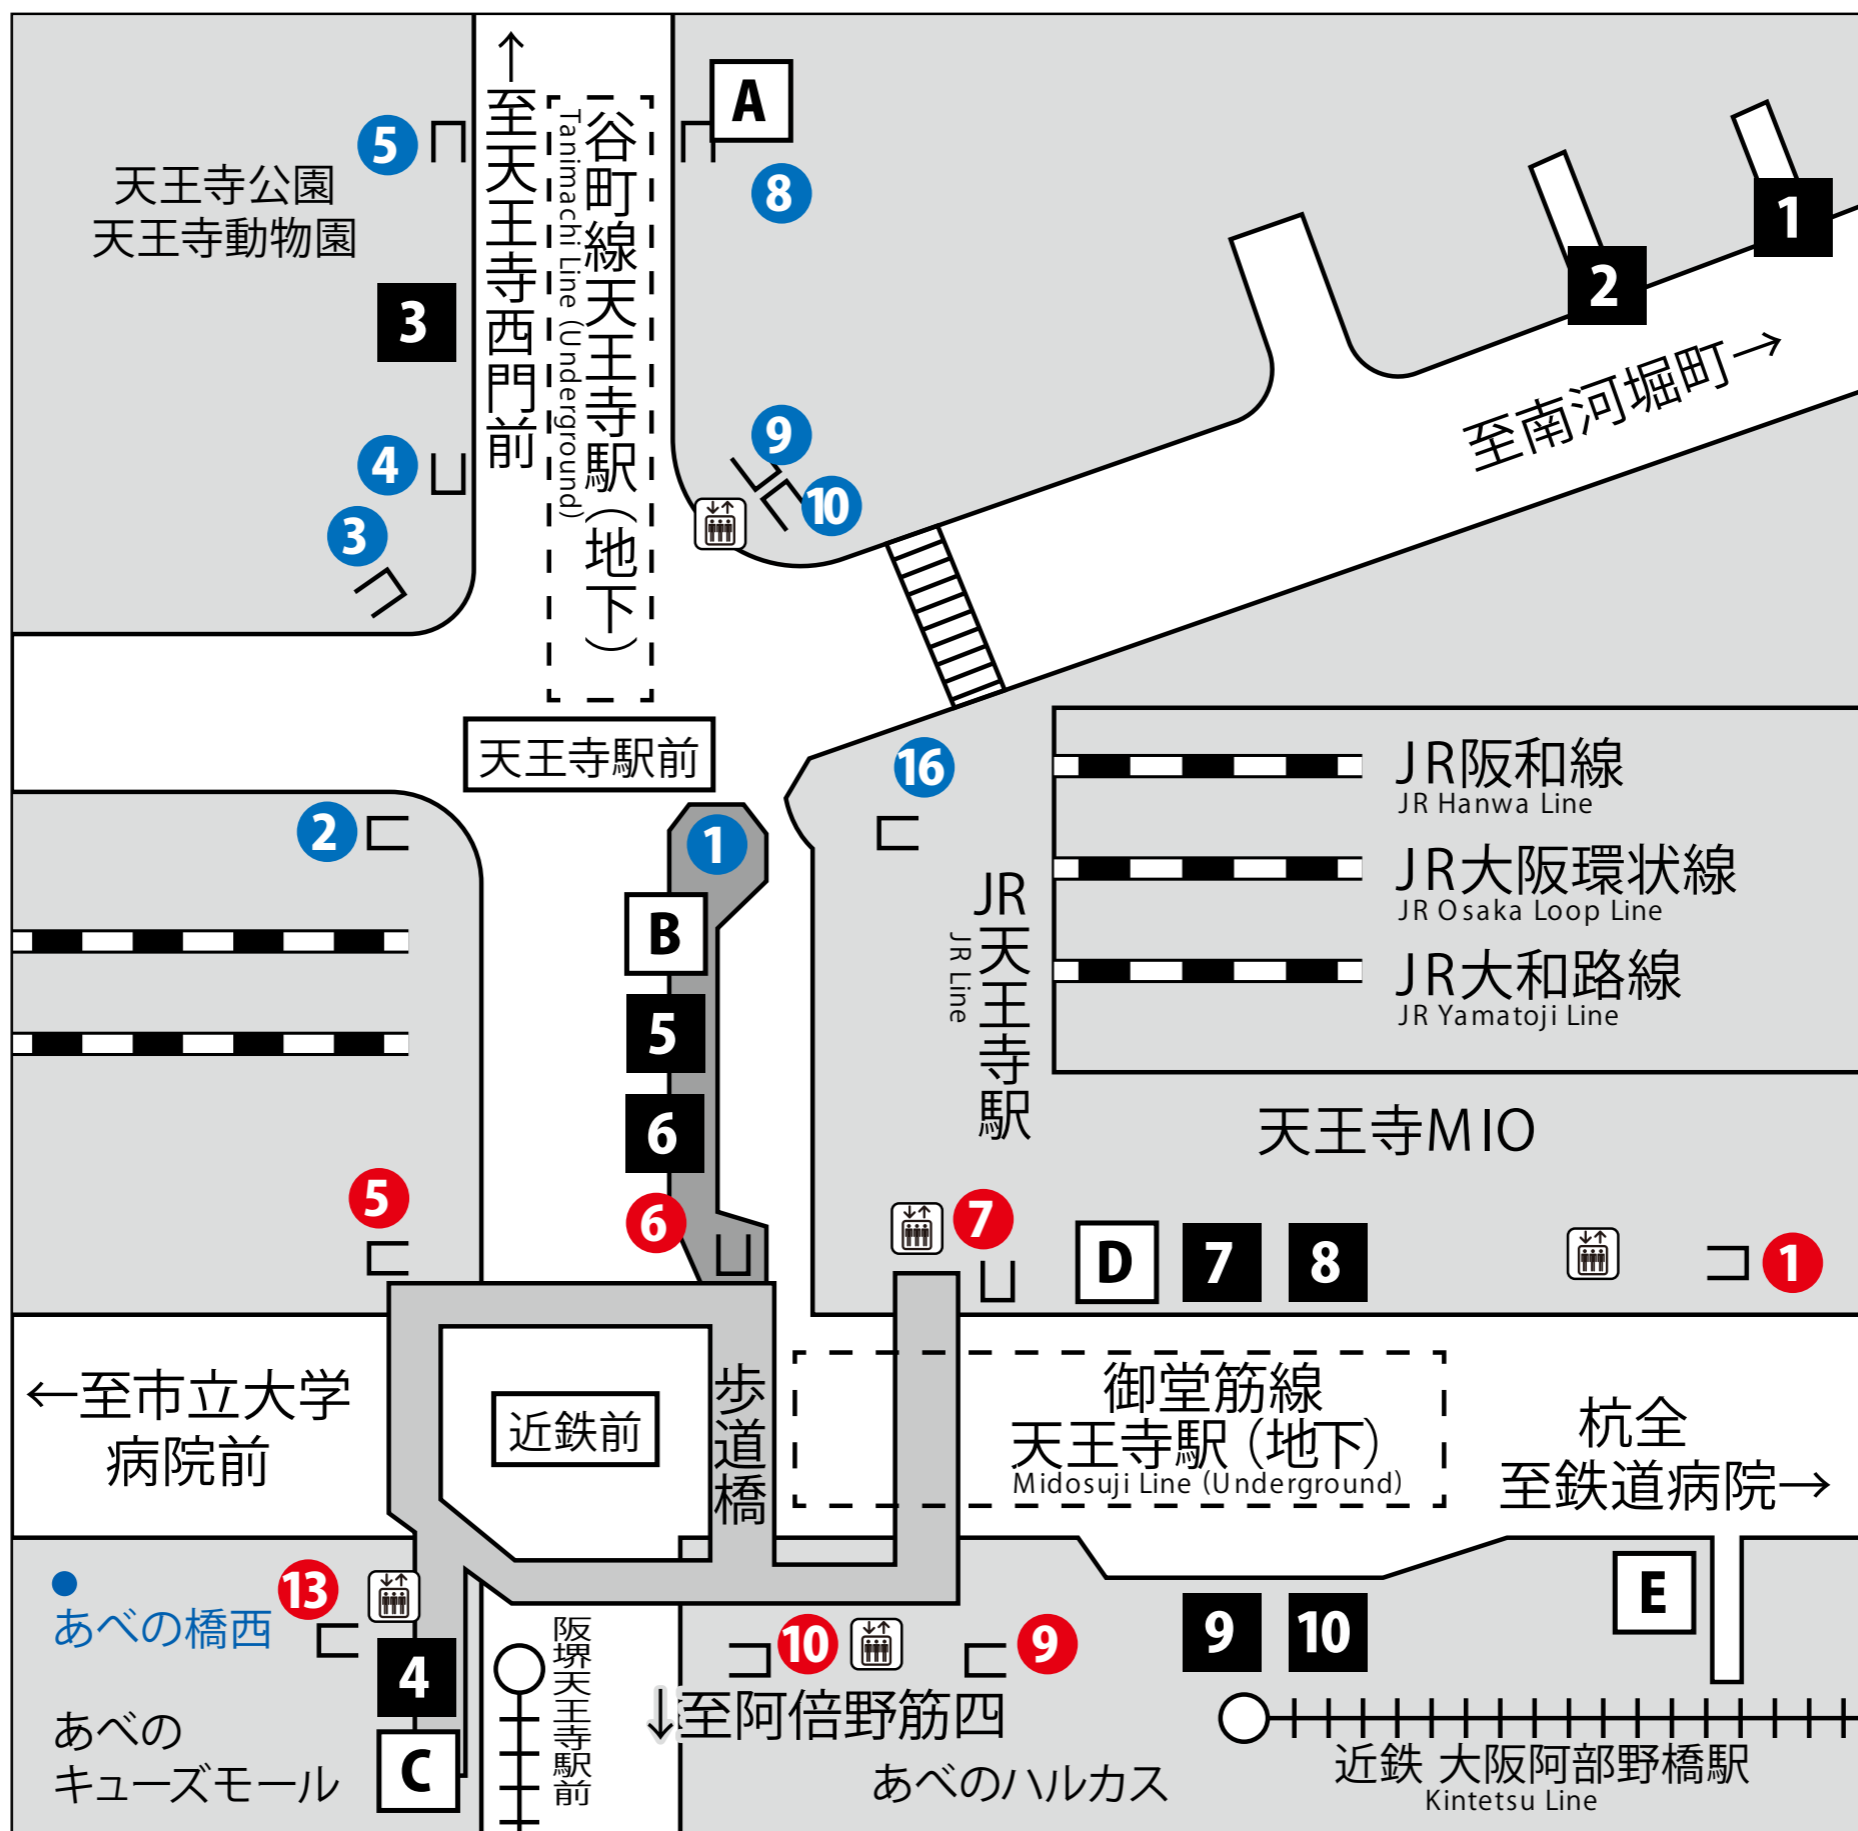 ↑至天王寺西門前
谷町線天王寺駅（地下）
Tanimachi Line (Underground)
A
5
8
天王寺公園
天王寺動物園
1
2
3
至南河堀町→
9
4
10
3
天王寺駅前
16
JR阪和線
JR Hanwa Line
2
1
JR大阪環状線
JR Osaka Loop Line
B
JR天王寺駅
JR Line
JR大和路線
JR Yamatoji Line
5
6
天王寺MIO
5
6
7
D
7
8
1
←至市立大学
病院前
近鉄前
歩道橋
御堂筋線
天王寺駅（地下）
Midosuji Line (Underground)
杭全
至鉄道病院→
あべの橋西
13
4
C
阪堺天王寺駅前
10
9
9
10
E
↓至阿倍野筋四
あべの
キューズモール
あべのハルカス
近鉄 大阪阿部野橋駅
Kintetsu Line